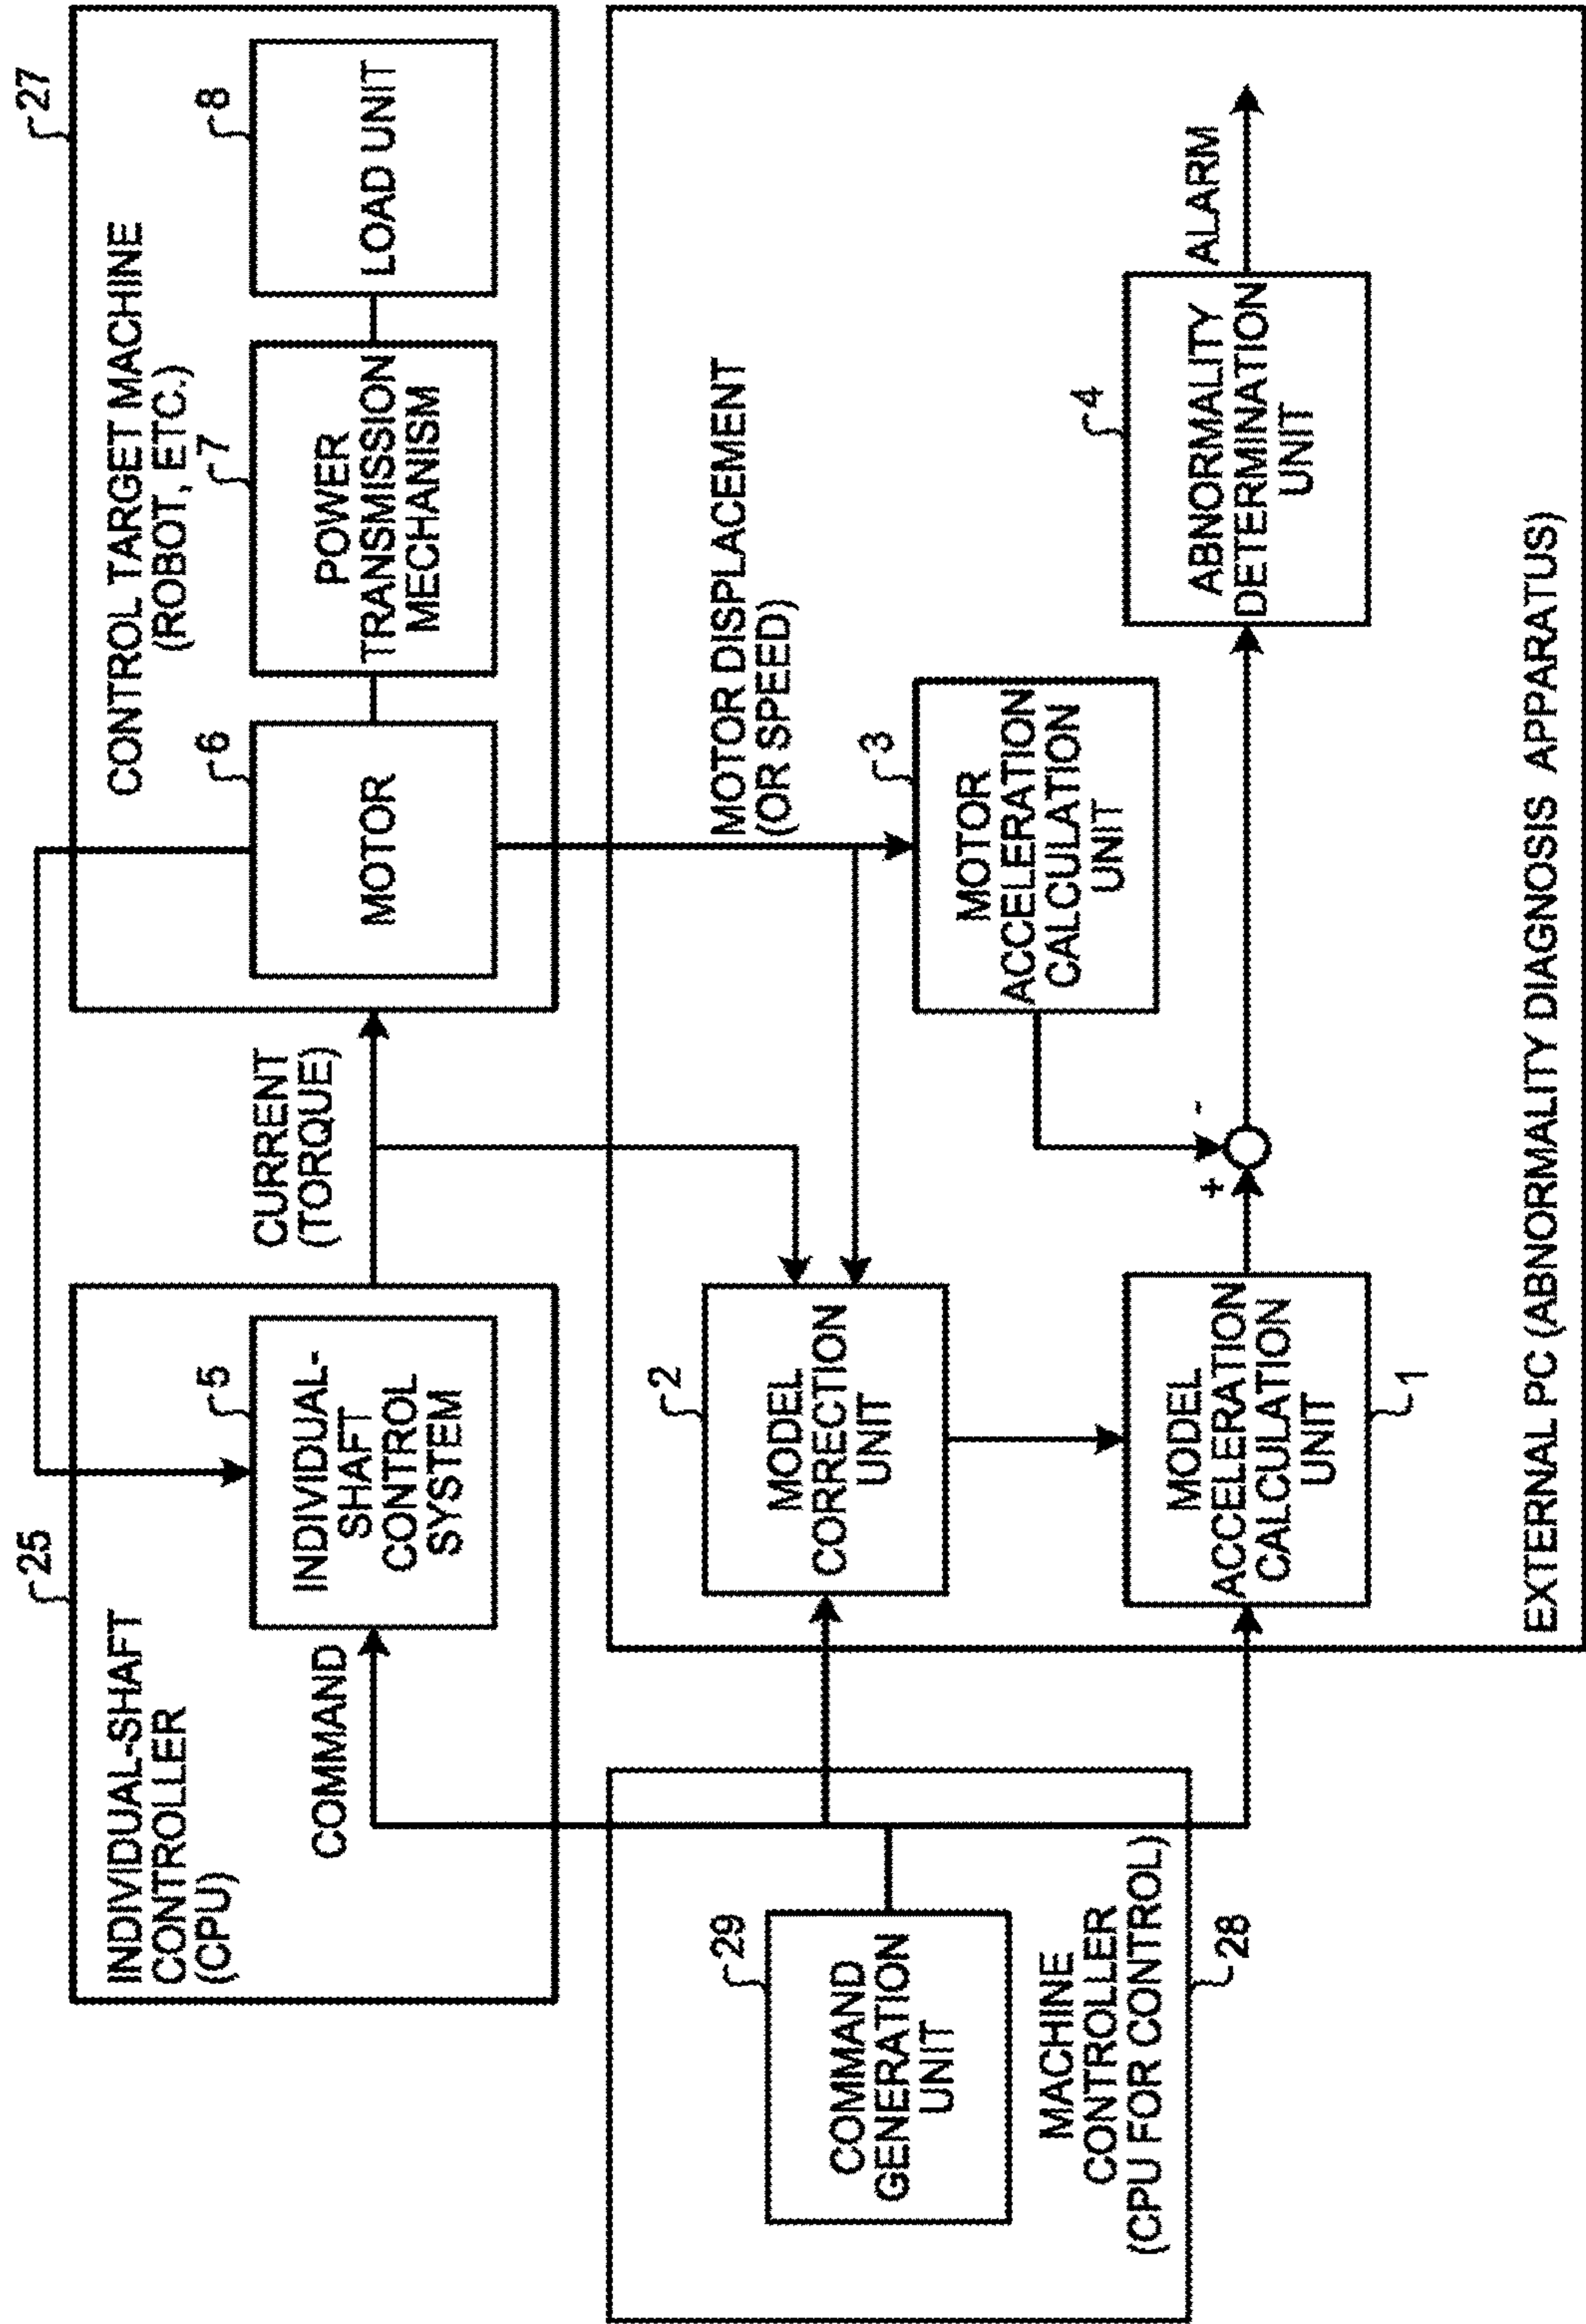 25
INDIVIDUAL-SHAFT
CONTROLLER
(CPU)
COMMAND
5
INDIVIDUAL-
SHAFT
CONTROL
SYSTEM
CURRENT
(TORQUE)
27
CONTROL TARGET MACHINE
(ROBOT, ETC.)
6
MOTOR
7
POWER
TRANSMISSION
MECHANISM
8
LOAD UNIT
29
COMMAND
GENERATION
UNIT
MACHINE
CONTROLLER
(CPU FOR CONTROL)
28
2
MODEL
CORRECTION
UNIT
MOTOR DISPLACEMENT
(OR SPEED)
3
MOTOR
ACCELERATION
CALCULATION
UNIT
MODEL
ACCELERATION
CALCULATION
UNIT
1
+
-
4
ABNORMALITY
DETERMINATION
UNIT
ALARM
EXTERNAL PC (ABNORMALITY DIAGNOSIS APPARATUS)